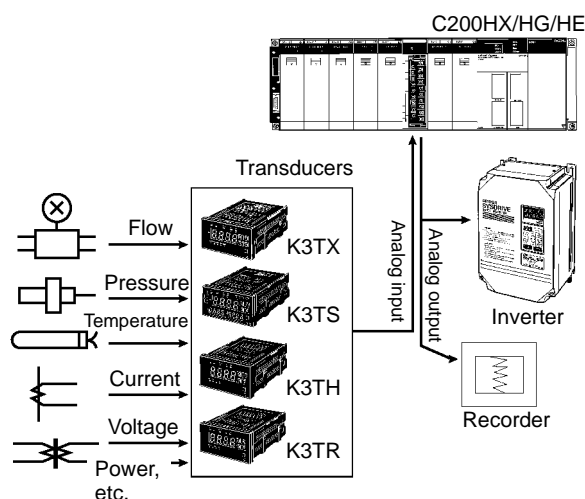 C200HX/HG/HE
Transducers
Flow
K3TX
Pressure
K3TS
Temperature
K3TH
Current
Voltage
K3TR
Power,
etc.
Analog input
Analog output
SYSDRIVE
Inverter
Recorder